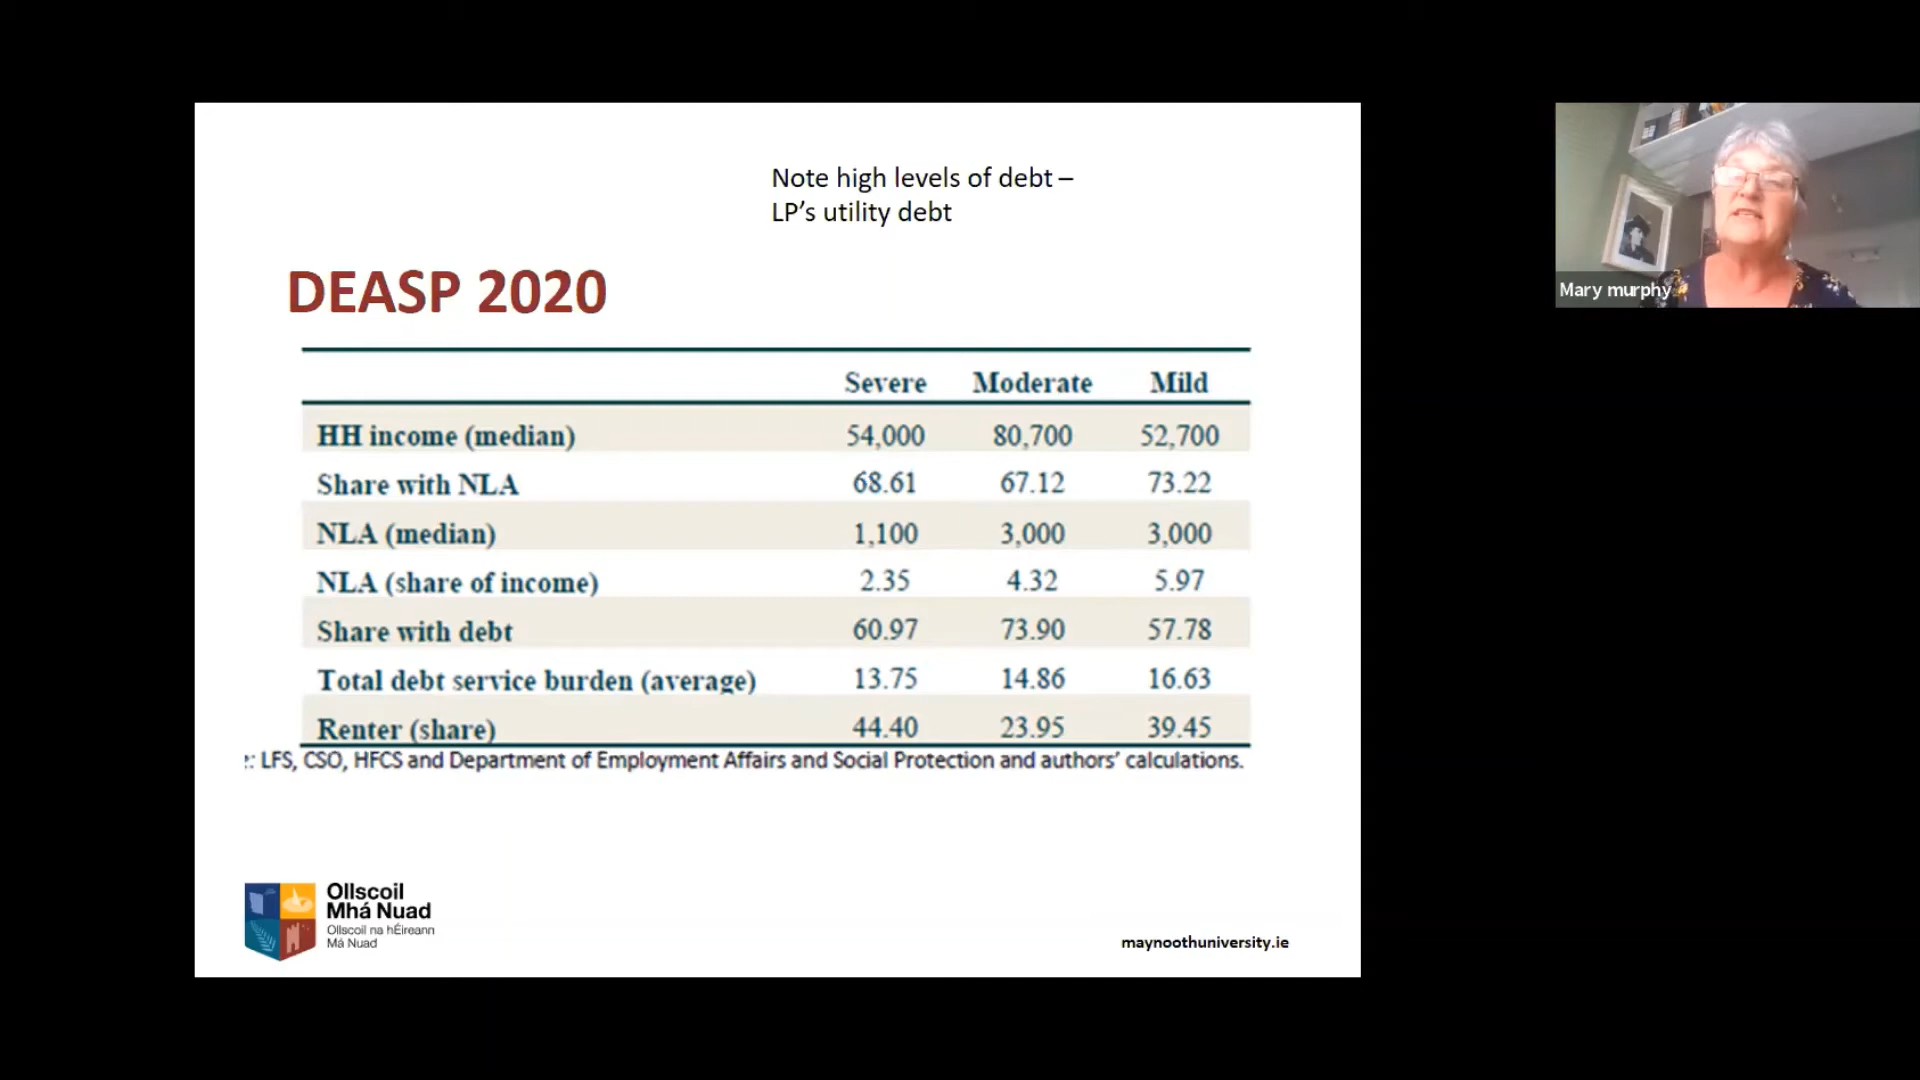 Note high levels of debt –
LP's utility debt
DEASP 2020
Severe Moderate Mild
HH income (median) 54,000 80,700 52,700
Share with NLA 68.61 67.12 73.22
NLA (median) 1,100 3,000 3,000
NLA (share of income) 2.35 4.32 5.97
Share with debt 60.97 73.90 57.78
Total debt service burden (average) 13.75 14.86 16.63
Renter (share) 44.40 23.95 39.45
: LFS, CSO, HFCS and Department of Employment Affairs and Social Protection and authors' calculations.
Ollscoil
Mhá Nuad
Ollscoil na hÉireann
Má Nuad
maynoothuniversity.ie
Mary murphy